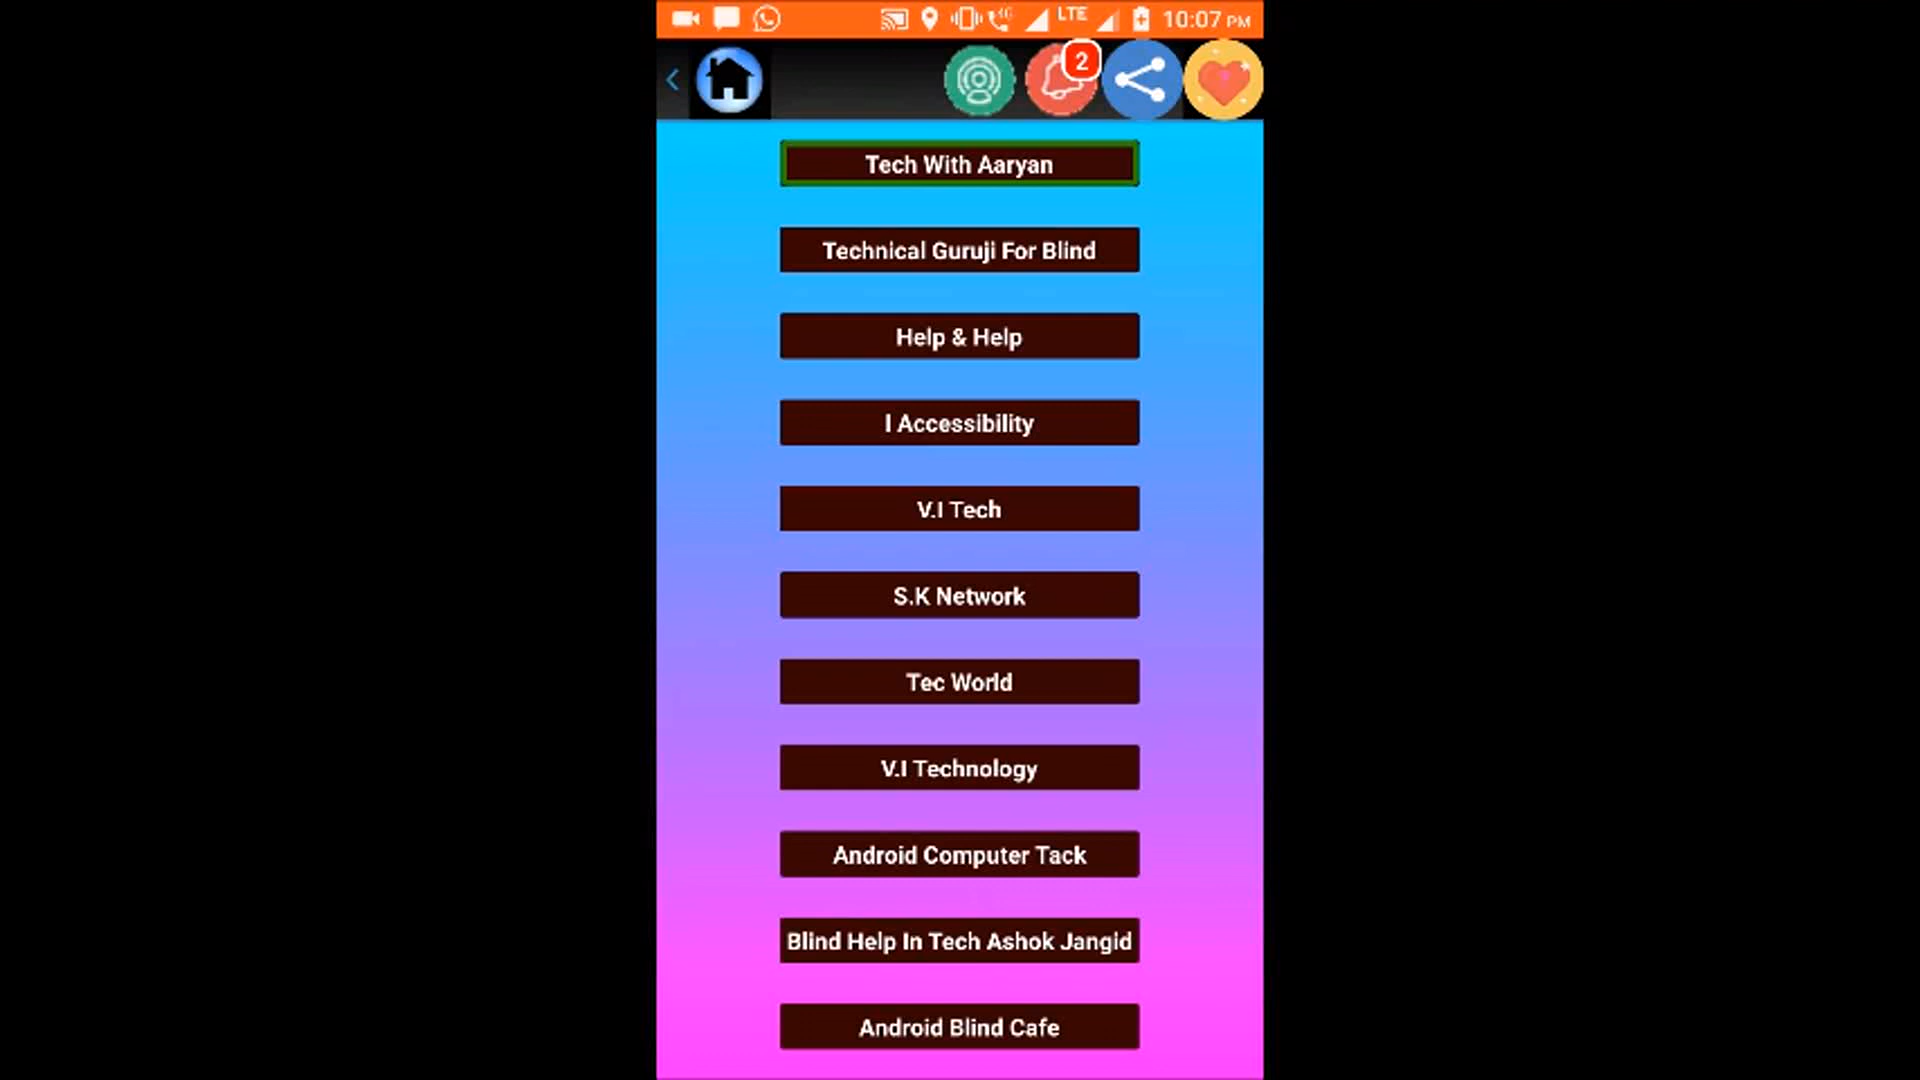 LTE 10:07 PM
2
Tech With Aaryan
Technical Guruji For Blind
Help & Help
I Accessibility
V.I Tech
S.K Network
Tec World
V.I Technology
Android Computer Tack
Blind Help In Tech Ashok Jangid
Android Blind Cafe